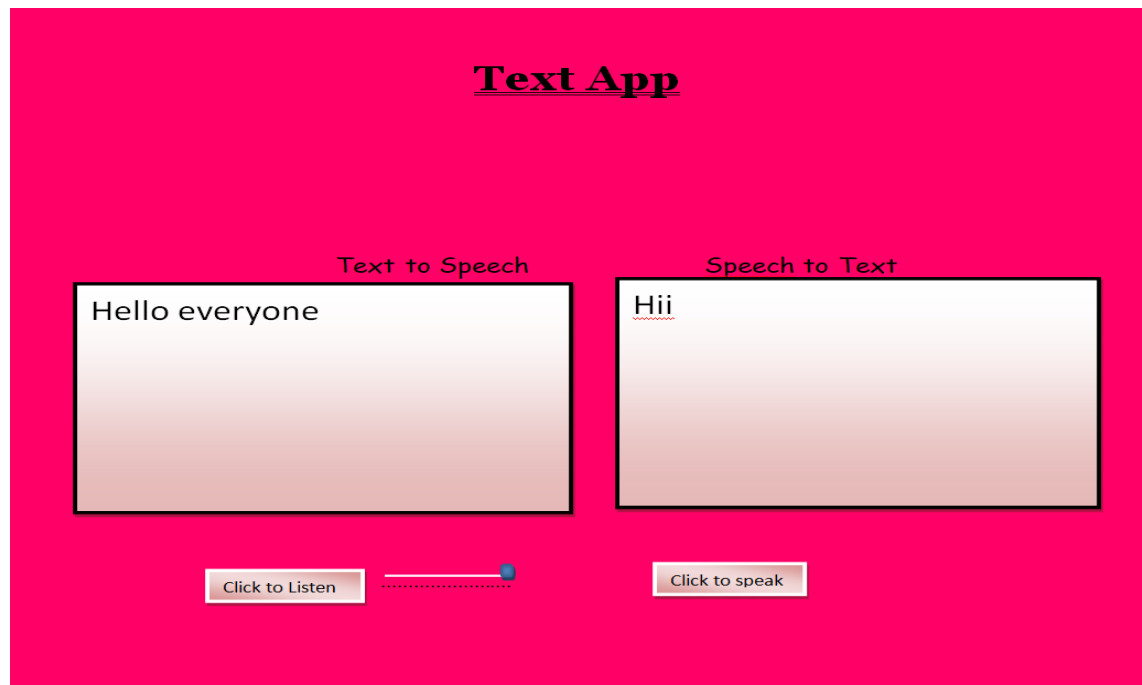 Text App
Text to Speech
Speech to Text
Hello everyone
Hii
Click to Listen
Click to speak